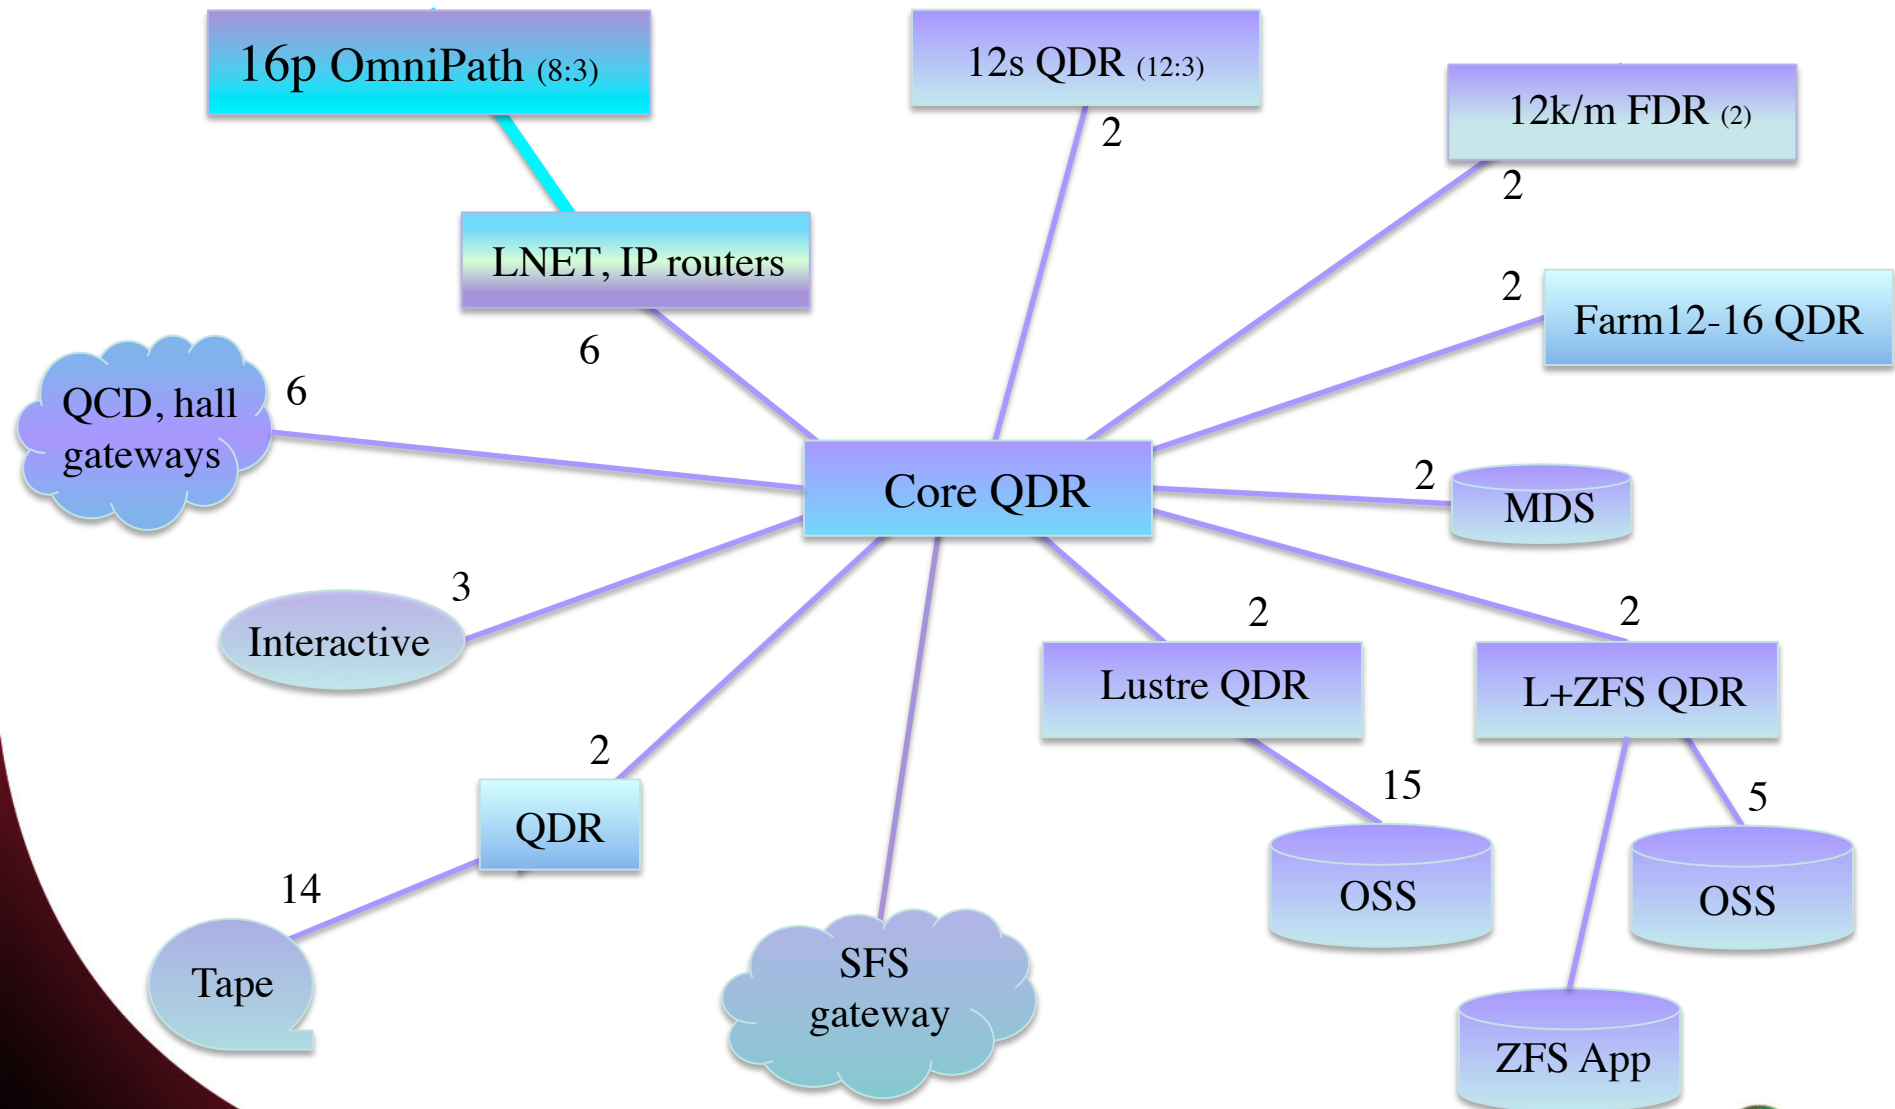 16p OmniPath (8:3)
12s QDR (12:3)
2
12k/m FDR (2)
2
LNET, IP routers
6
2
Farm12-16 QDR
QCD, hall
gateways
6
Core QDR
2
MDS
3
Interactive
2
Lustre QDR
2
L+ZFS QDR
2
QDR
15
OSS
5
OSS
14
Tape
SFS
gateway
ZFS App